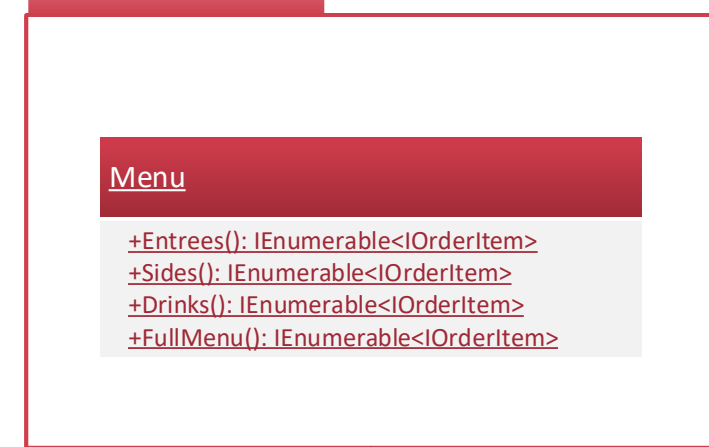 Menu
+Entrees(): IEnumerable<IOrderItem>
+Sides(): IEnumerable<IOrderItem>
+Drinks(): IEnumerable<IOrderItem>
+FullMenu(): IEnumerable<IOrderItem>